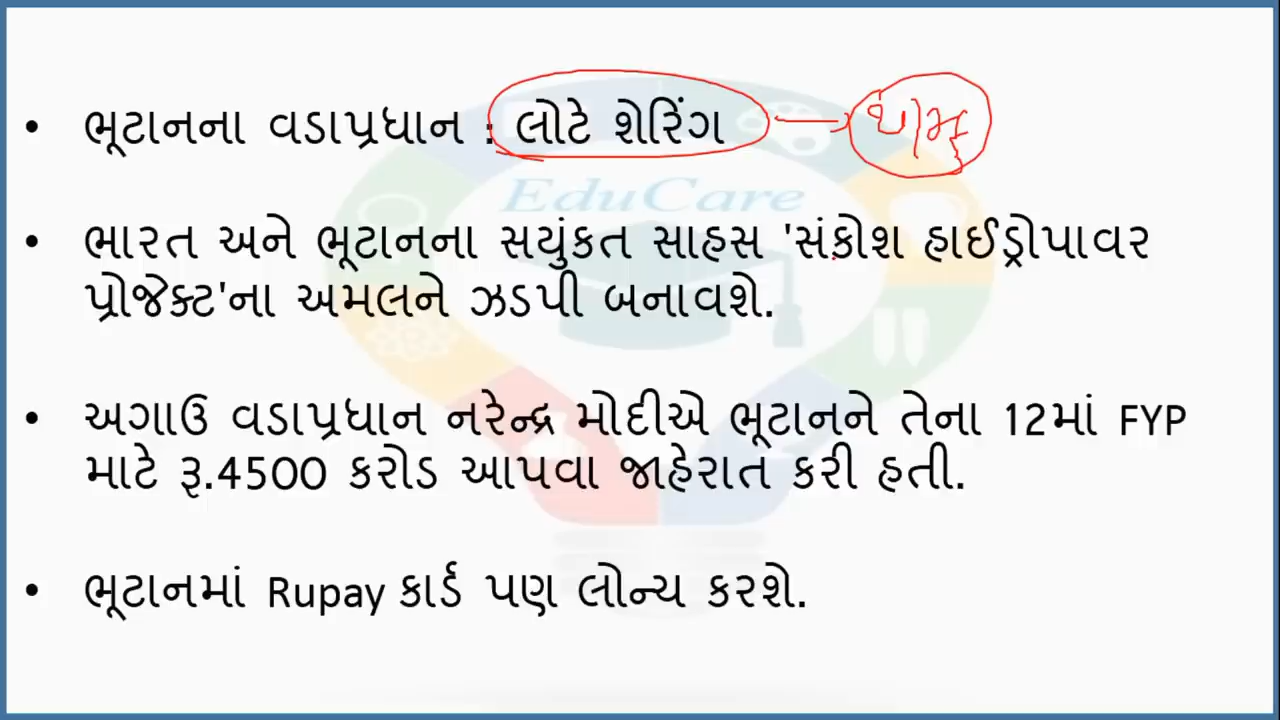 • ભૂટાનના વડાપ્રધાન : લોટે શેરિંગ
EduCare
• ભારત અને ભૂટાનના સયુંકત સાહસ 'સંકોશ હાઈડ્રોપાવર
પ્રોજેક્ટ'ના અમલને ઝડપી બનાવશે.
• અગાઉ વડાપ્રધાન નરેન્દ્ર મોદીએ ભૂટાનને તેના 12માં FYP
માટે રૂ.4500 કરોડ આપવા જાહેરાત કરી હતી.
• ભૂટાનમાં Rupay કાર્ડ પણ લોન્ચ કરશે.